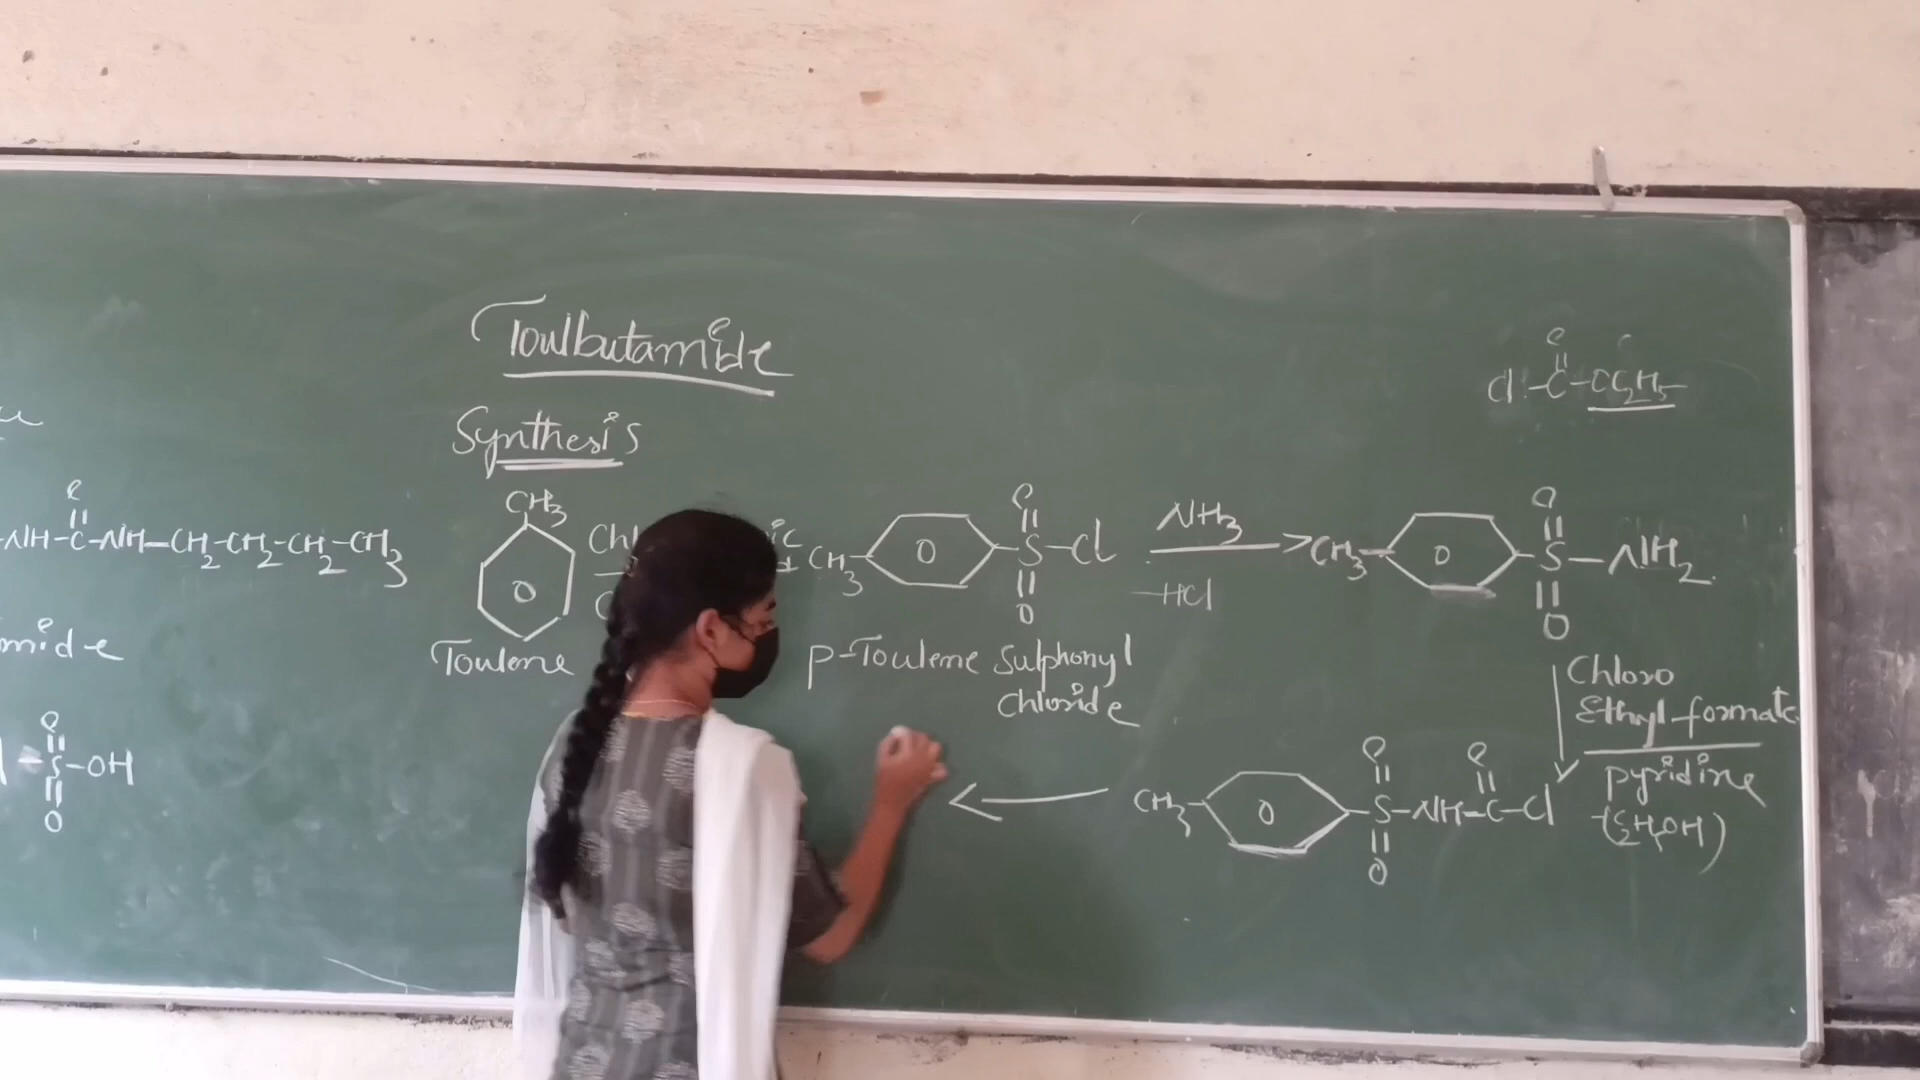 Toulbutamide
Synthesis
Cl-C-OC2H5
O
-NH-C-NH-CH2-CH2-CH2-CH3
O
CH3
Toulene
CH3 O S-Cl
O
O
p-Toulene Sulphonyl
Chloride
NH3
-HCl
CH3 O S-NH2
O
O
Chloro
Ethyl formate
pyridine
-(C2H5OH)
CH3 O S-NH-C-Cl
O O
O
O
S-OH
O